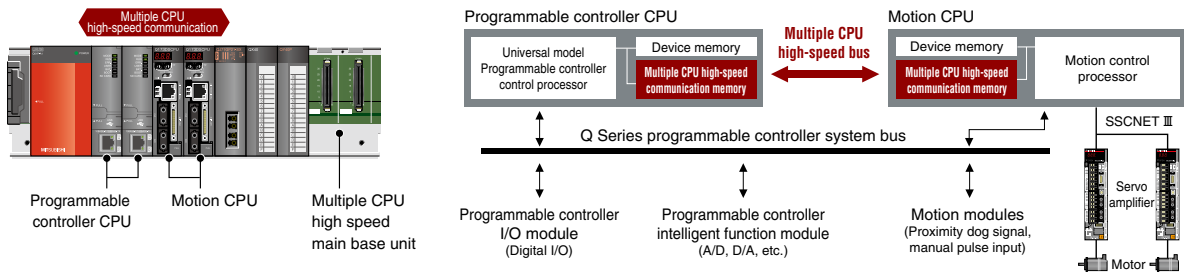 Multiple CPU
high-speed communication
MITSUBISHI
Programmable
controller CPU
Motion CPU
Multiple CPU
high speed
main base unit
Programmable controller CPU
Universal model
Programmable controller
control processor
Device memory
Multiple CPU high-speed
communication memory
Multiple CPU
high-speed bus
Motion CPU
Device memory
Multiple CPU high-speed
communication memory
Motion control
processor
SSCNET Ⅲ
Q Series programmable controller system bus
Programmable controller
I/O module
(Digital I/O)
Programmable controller
intelligent function module
(A/D, D/A, etc.)
Motion modules
(Proximity dog signal,
manual pulse input)
Servo
amplifier
Motor